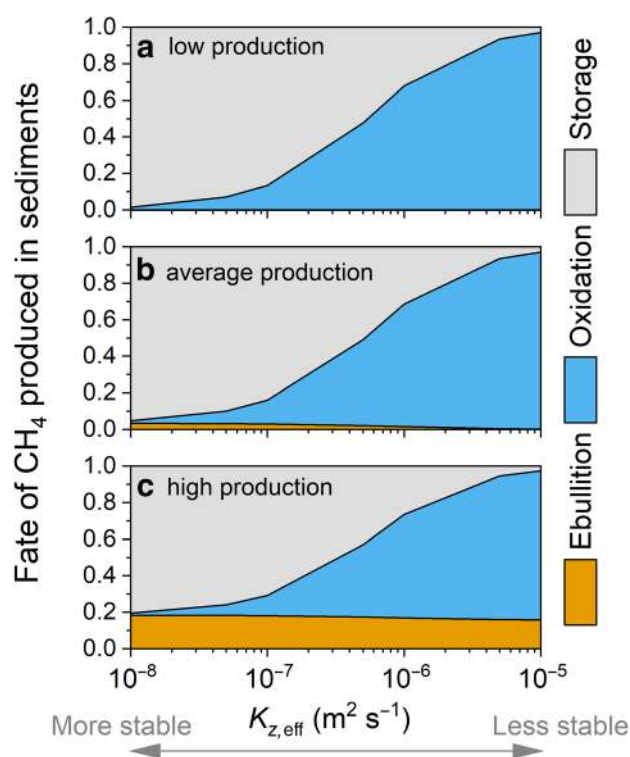 Fate of CH₄ produced in sediments
1.0
0.8
0.6
0.4
0.2
0.0
a low production
1.0
0.8
0.6
0.4
0.2
0.0
b average production
1.0
0.8
0.6
0.4
0.2
0.0
c high production
10⁻⁸
10⁻⁷
10⁻⁶
10⁻⁵
K_z,eff (m² s⁻¹)
More stable
Less stable
Storage
Oxidation
Ebullition